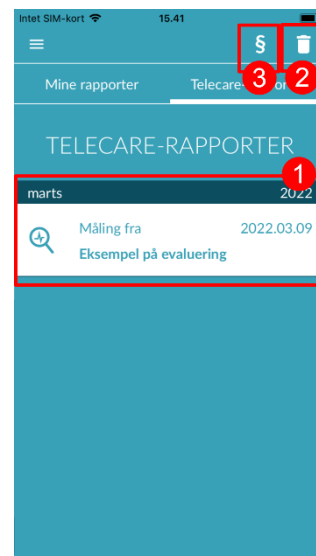 Intet SIM-kort 15.41
§
3 2
Mine rapporter
TELECARE-RAPPORTER
1
marts 2022
Måling fra 2022.03.09
Eksempel på evaluering